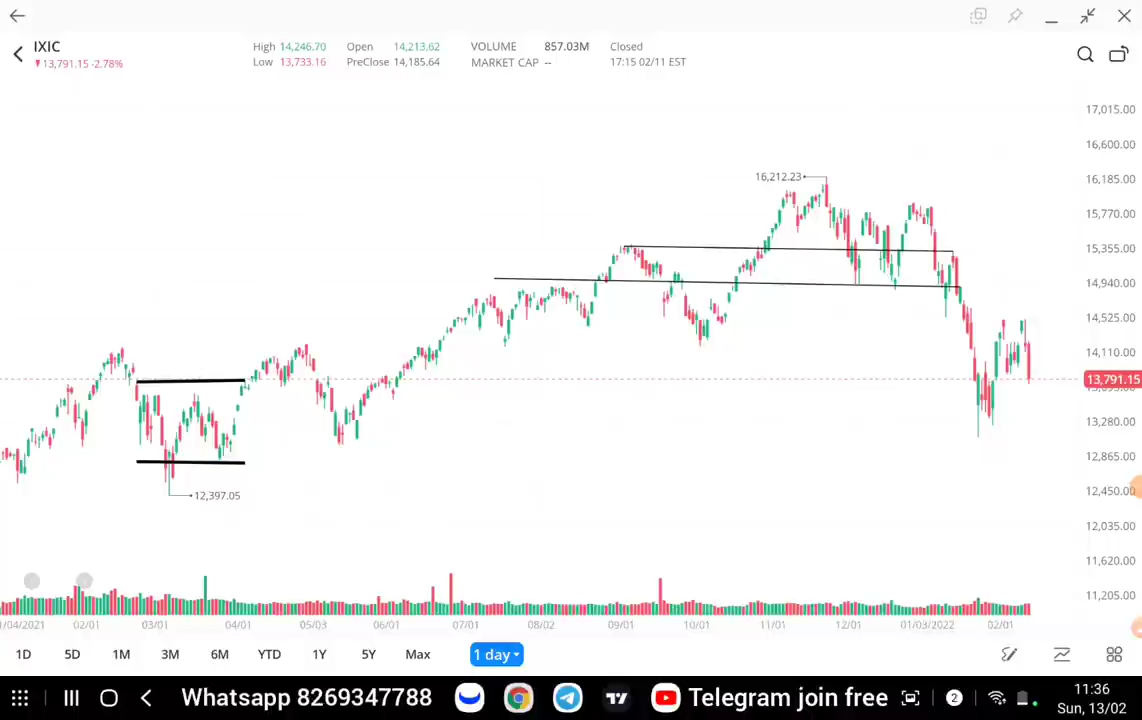 IXIC
13,791.15 -2.78%
High 14,246.70 Open 14,213.62 VOLUME 857.03M Closed
Low 13,733.16 PreClose 14,185.64 MARKET CAP -- 17:15 02/11 EST
17,015.00
16,600.00
16,212.23
16,185.00
15,770.00
15,355.00
14,940.00
14,525.00
14,110.00
13,791.15
13,280.00
12,865.00
12,450.00
12,397.05
12,035.00
11,620.00
11,205.00
/04/2021 02/01 03/01 04/01 05/03 06/01 07/01 08/02 09/01 10/01 11/01 12/01 01/03/2022 02/01
1D 5D 1M 3M 6M YTD 1Y 5Y Max 1 day
Whatsapp 8269347788 Telegram join free 2 11:36
Sun, 13/02